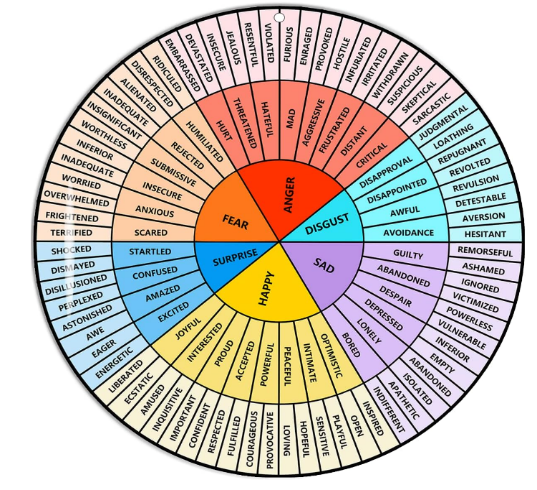 ANGER
DISGUST
SAD
HAPPY
SURPRISE
FEAR
HURT
THREATENED
HATEFUL
MAD
AGGRESSIVE
FRUSTRATED
DISTANT
CRITICAL
DISAPPROVAL
DISAPPOINTED
AWFUL
AVOIDANCE
GUILTY
ABANDONED
DESPAIR
DEPRESSED
LONELY
BORED
OPTIMISTIC
INTIMATE
PEACEFUL
POWERFUL
ACCEPTED
PROUD
INTERESTED
JOYFUL
EXCITED
AMAZED
CONFUSED
STARTLED
SCARED
ANXIOUS
INSECURE
SUBMISSIVE
REJECTED
HUMILIATED
EMBARRASSED
DEVASTATED
INSECURE
JEALOUS
RESENTFUL
VIOLATED
FURIOUS
ENRAGED
PROVOKED
HOSTILE
INFURIATED
IRRITATED
WITHDRAWN
SUSPICIOUS
SKEPTICAL
SARCASTIC
JUDGMENTAL
LOATHING
REPUGNANT
REVOLTED
REVULSION
DETESTABLE
AVERSION
HESITANT
REMORSEFUL
ASHAMED
IGNORED
VICTIMIZED
POWERLESS
VULNERABLE
INFERIOR
EMPTY
ABANDONED
ISOLATED
APATHETIC
INDIFFERENT
INSPIRED
OPEN
PLAYFUL
SENSITIVE
HOPEFUL
LOVING
PROVOCATIVE
COURAGEOUS
FULFILLED
RESPECTED
CONFIDENT
IMPORTANT
INQUISITIVE
AMUSED
ECSTATIC
LIBERATED
ENERGETIC
EAGER
AWE
ASTONISHED
PERPLEXED
DISILLUSIONED
DISMAYED
SHOCKED
TERRIFIED
FRIGHTENED
OVERWHELMED
WORRIED
INADEQUATE
INFERIOR
WORTHLESS
INSIGNIFICANT
INADEQUATE
ALIENATED
DISRESPECTED
RIDICULED